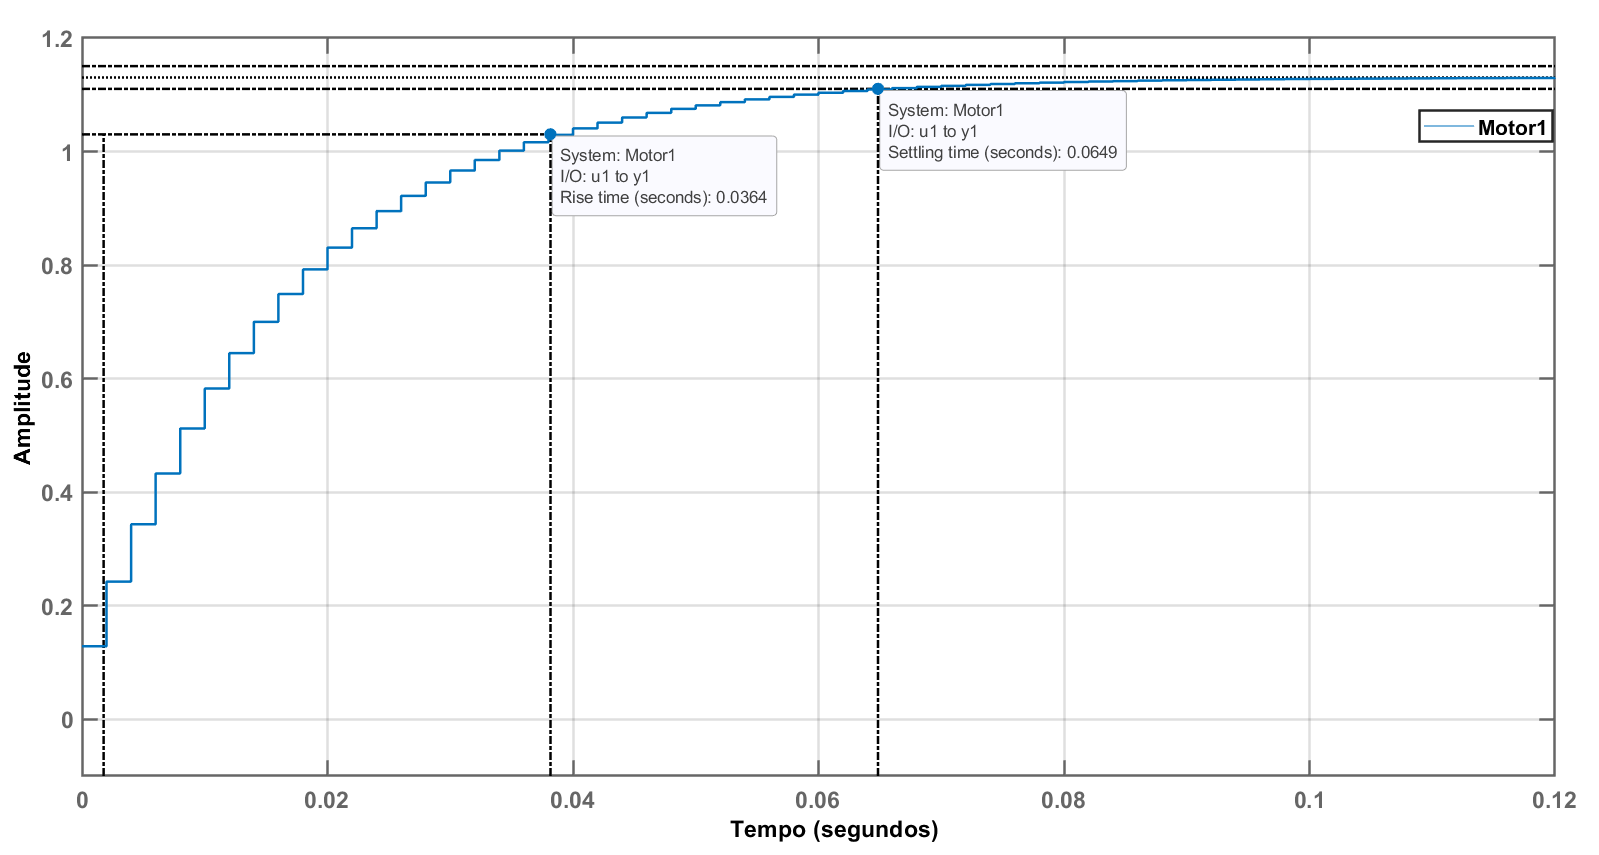 1.2
1
0.8
0.6
0.4
0.2
0
Amplitude
System: Motor1
I/O: u1 to y1
Rise time (seconds): 0.0364
System: Motor1
I/O: u1 to y1
Settling time (seconds): 0.0649
Motor1
0
0.02
0.04
0.06
0.08
0.1
0.12
Tempo (segundos)